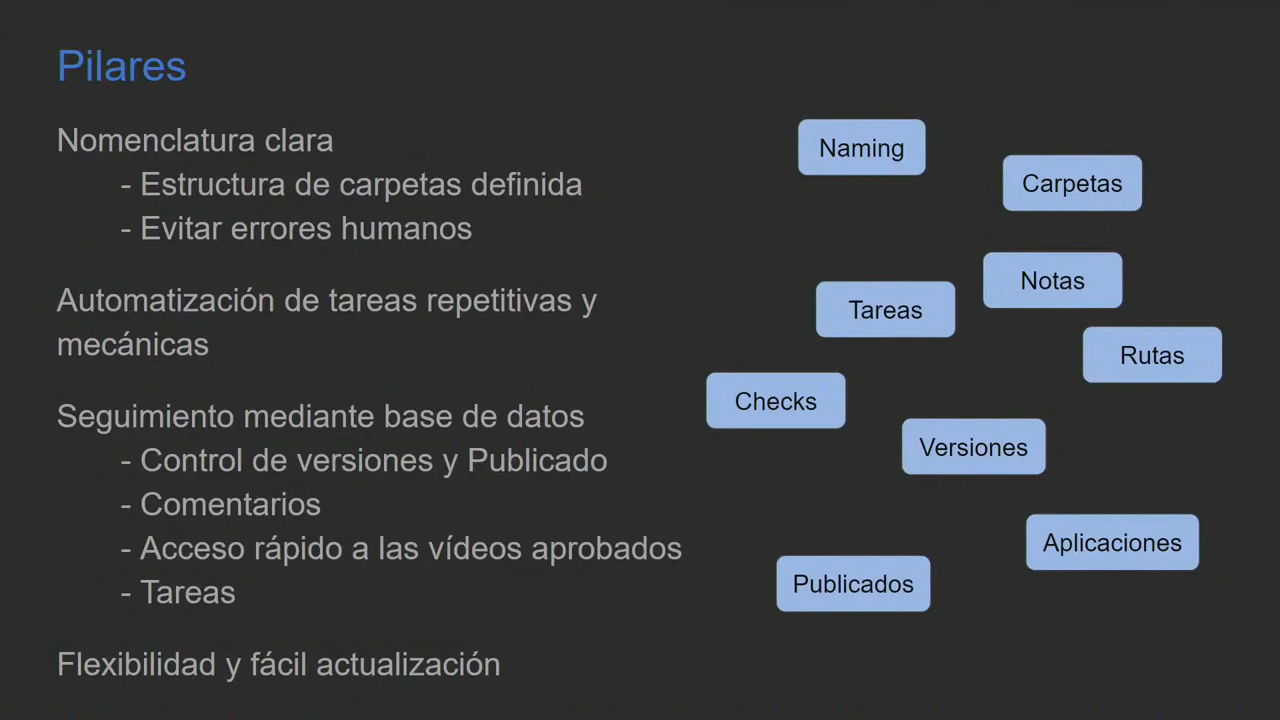 Pilares
Nomenclatura clara
- Estructura de carpetas definida
- Evitar errores humanos
Automatización de tareas repetitivas y
mecánicas
Seguimiento mediante base de datos
- Control de versiones y Publicado
- Comentarios
- Acceso rápido a las vídeos aprobados
- Tareas
Flexibilidad y fácil actualización
Naming
Carpetas
Notas
Tareas
Rutas
Checks
Versiones
Aplicaciones
Publicados